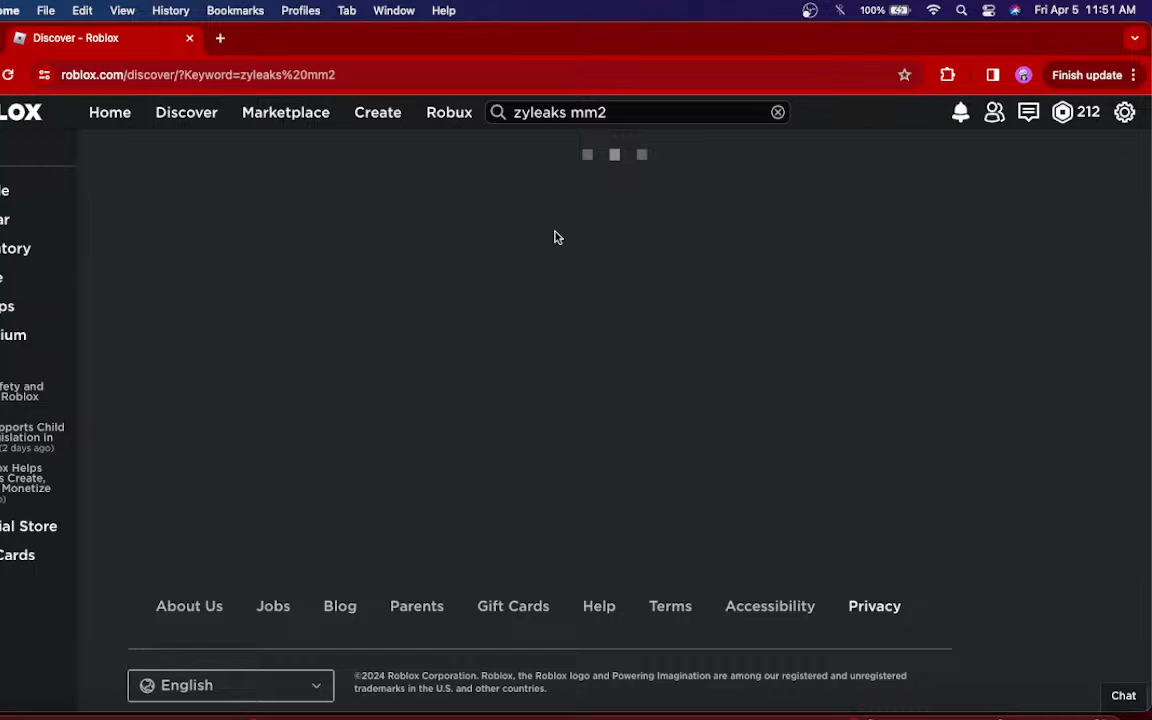 ome File Edit View History Bookmarks Profiles Tab Window Help 100% Fri Apr 5 11:51 AM
Discover - Roblox
roblox.com/discover/?Keyword=zyleaks%20mm2 Finish update
LOX Home Discover Marketplace Create Robux zyleaks mm2 212
le
ar
tory
e
ps
ium
fety and
Roblox
pports Child
islation in
(2 days ago)
ox Helps
s Create,
Monetize
o)
ial Store
Cards
About Us Jobs Blog Parents Gift Cards Help Terms Accessibility Privacy
English
©2024 Roblox Corporation. Roblox, the Roblox logo and Powering Imagination are among our registered and unregistered
trademarks in the U.S. and other countries.
Chat